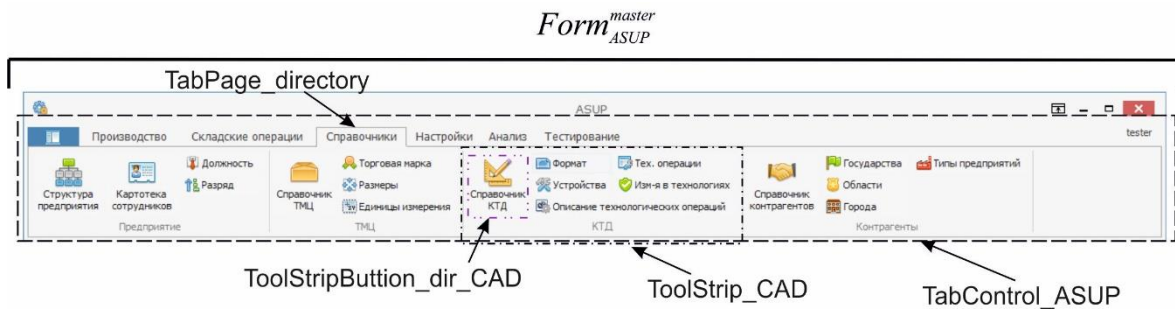 Form master ASUP
TabPage_directory
ASUP
Производство Складские операции Справочники Настройки Анализ Тестирование tester
Структура предприятия
Картотека сотрудников
Должность
Разряд
Предприятие
Справочник ТМЦ
Торговая марка
Размеры
Единицы измерения
ТМЦ
Справочник КТД
Формат
Устройства
Описание технологических операций
Тех. операции
Изм-я в технологиях
КТД
Справочник контрагентов
Государства
Области
Города
Типы предприятий
Контрагенты
ToolStripButtion_dir_CAD
ToolStrip_CAD
TabControl_ASUP